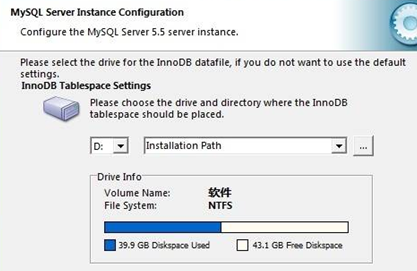 MySQL Server Instance Configuration
Configure the MySQL Server 5.5 server instance.
Please select the drive for the InnoDB datafile, if you do not want to use the default
settings.
InnoDB Tablespace Settings
Please choose the drive and directory where the InnoDB
tablespace should be placed.
D: Installation Path ...
Drive Info
Volume Name: 软件
File System: NTFS
39.9 GB Diskspace Used 43.1 GB Free Diskspace